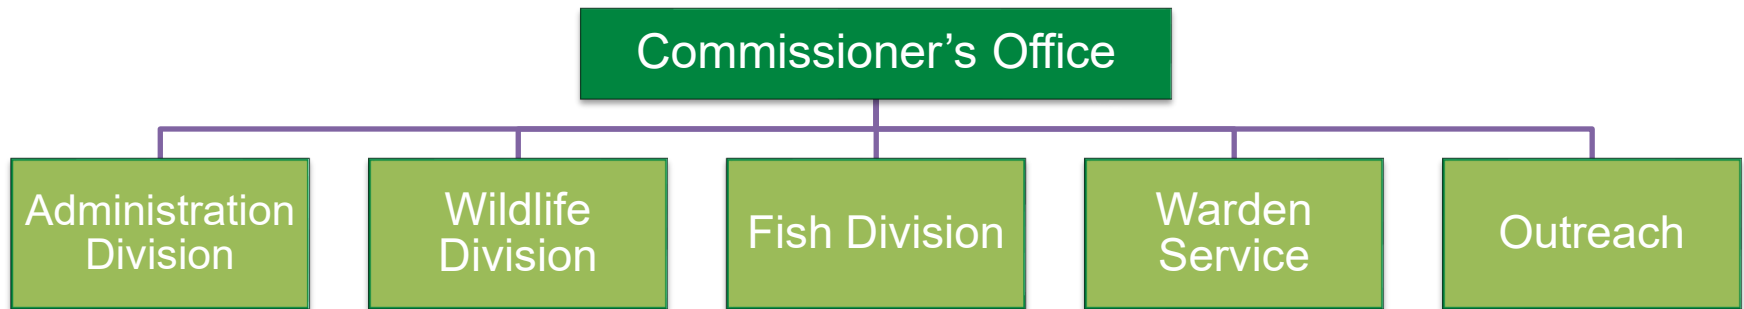 Commissioner’s Office
Administration
Division
Wildlife
Division
Fish Division
Warden
Service
Outreach